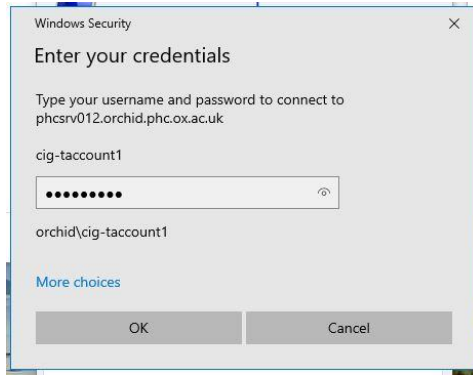 Windows Security
Enter your credentials
Type your username and password to connect to
phcsrv012.orchid.phc.ox.ac.uk
cig-taccount1
●●●●●●●●●
orchid\cig-taccount1
More choices
OK
Cancel